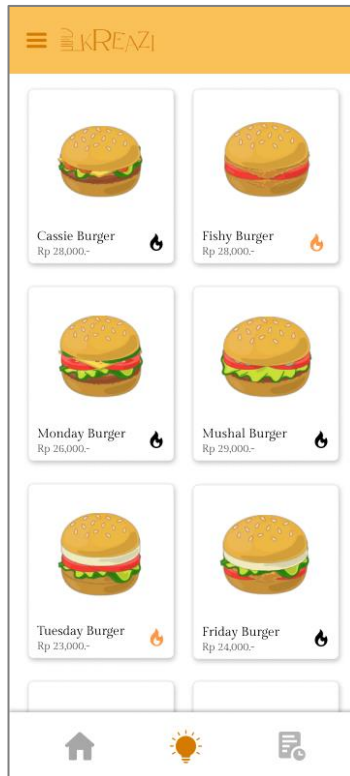 KREAZI
Cassie Burger
Rp 28,000.-
Fishy Burger
Rp 28,000.-
Monday Burger
Rp 26,000.-
Mushal Burger
Rp 29,000.-
Tuesday Burger
Rp 23,000.-
Friday Burger
Rp 24,000.-